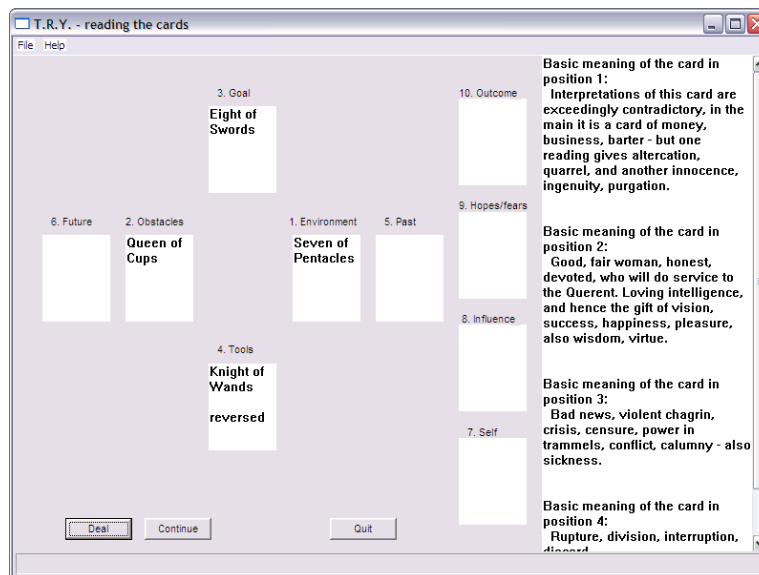 T.R.Y. - reading the cards
File Help
3. Goal
Eight of
Swords
10. Outcome
6. Future
2. Obstacles
Queen of
Cups
1. Environment
Seven of
Pentacles
5. Past
9. Hopes/fears
8. Influence
4. Tools
Knight of
Wands
reversed
7. Self
Deal
Continue
Quit
Basic meaning of the card in
position 1:
Interpretations of this card are
exceedingly contradictory, in the
main it is a card of money,
business, barter - but one
reading gives altercation,
quarrel, and another innocence,
ingenuity, purgation.
Basic meaning of the card in
position 2:
Good, fair woman, honest,
devoted, who will do service to
the Querent. Loving intelligence,
and hence the gift of vision,
success, happiness, pleasure,
also wisdom, virtue.
Basic meaning of the card in
position 3:
Bad news, violent chagrin,
crisis, censure, power in
trammels, conflict, calumny - also
sickness.
Basic meaning of the card in
position 4:
Rupture, division, interruption,
discord